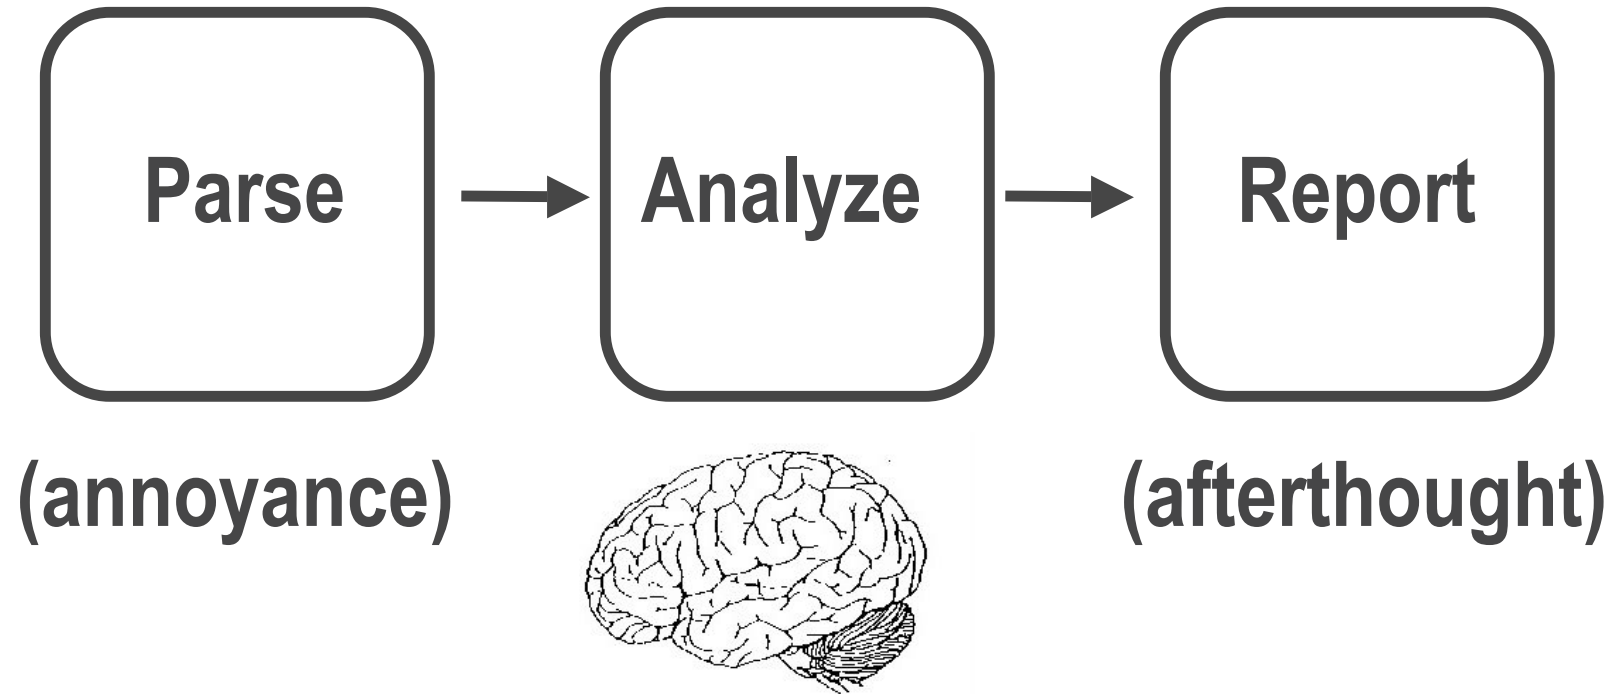 Parse
Analyze
Report
(annoyance)
(afterthought)